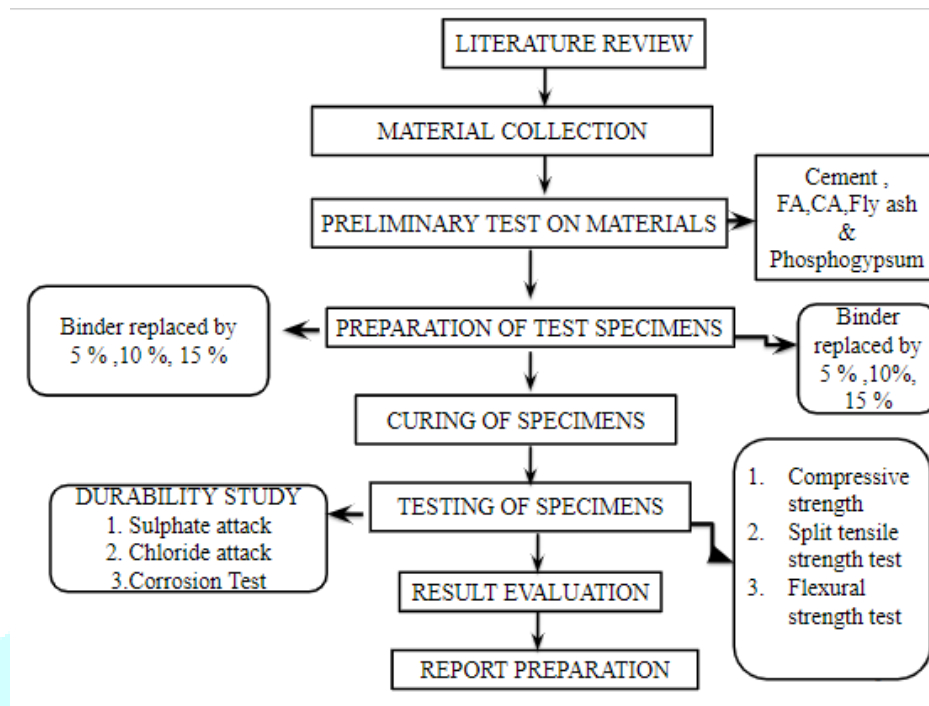 LITERATURE REVIEW
MATERIAL COLLECTION
PRELIMINARY TEST ON MATERIALS
Cement ,
FA,CA,Fly ash
&
Phosphogypsum
Binder replaced by
5 % ,10 %, 15 %
PREPARATION OF TEST SPECIMENS
Binder
replaced by
5 % ,10%,
15 %
CURING OF SPECIMENS
DURABILITY STUDY
1. Sulphate attack
2. Chloride attack
3.Corrosion Test
TESTING OF SPECIMENS
1. Compressive
strength
2. Split tensile
strength test
3. Flexural
strength test
RESULT EVALUATION
REPORT PREPARATION